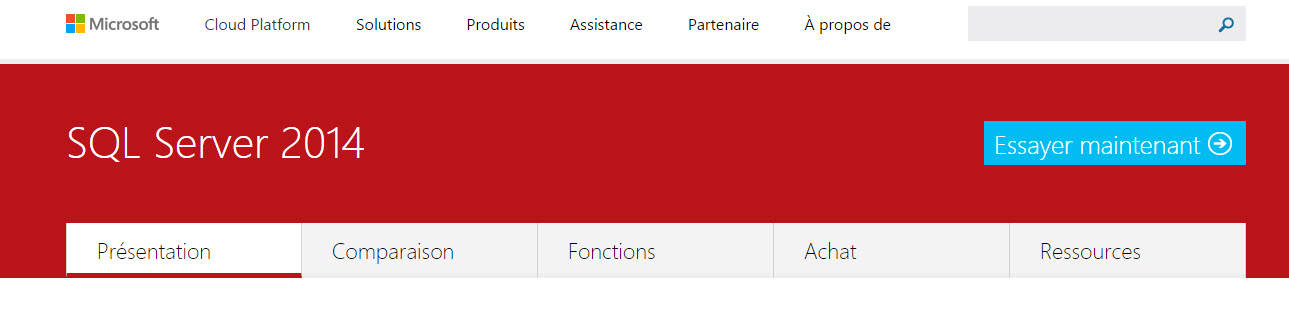 Microsoft Cloud Platform Solutions Produits Assistance Partenaire À propos de
SQL Server 2014
Essayer maintenant
Présentation Comparaison Fonctions Achat Ressources